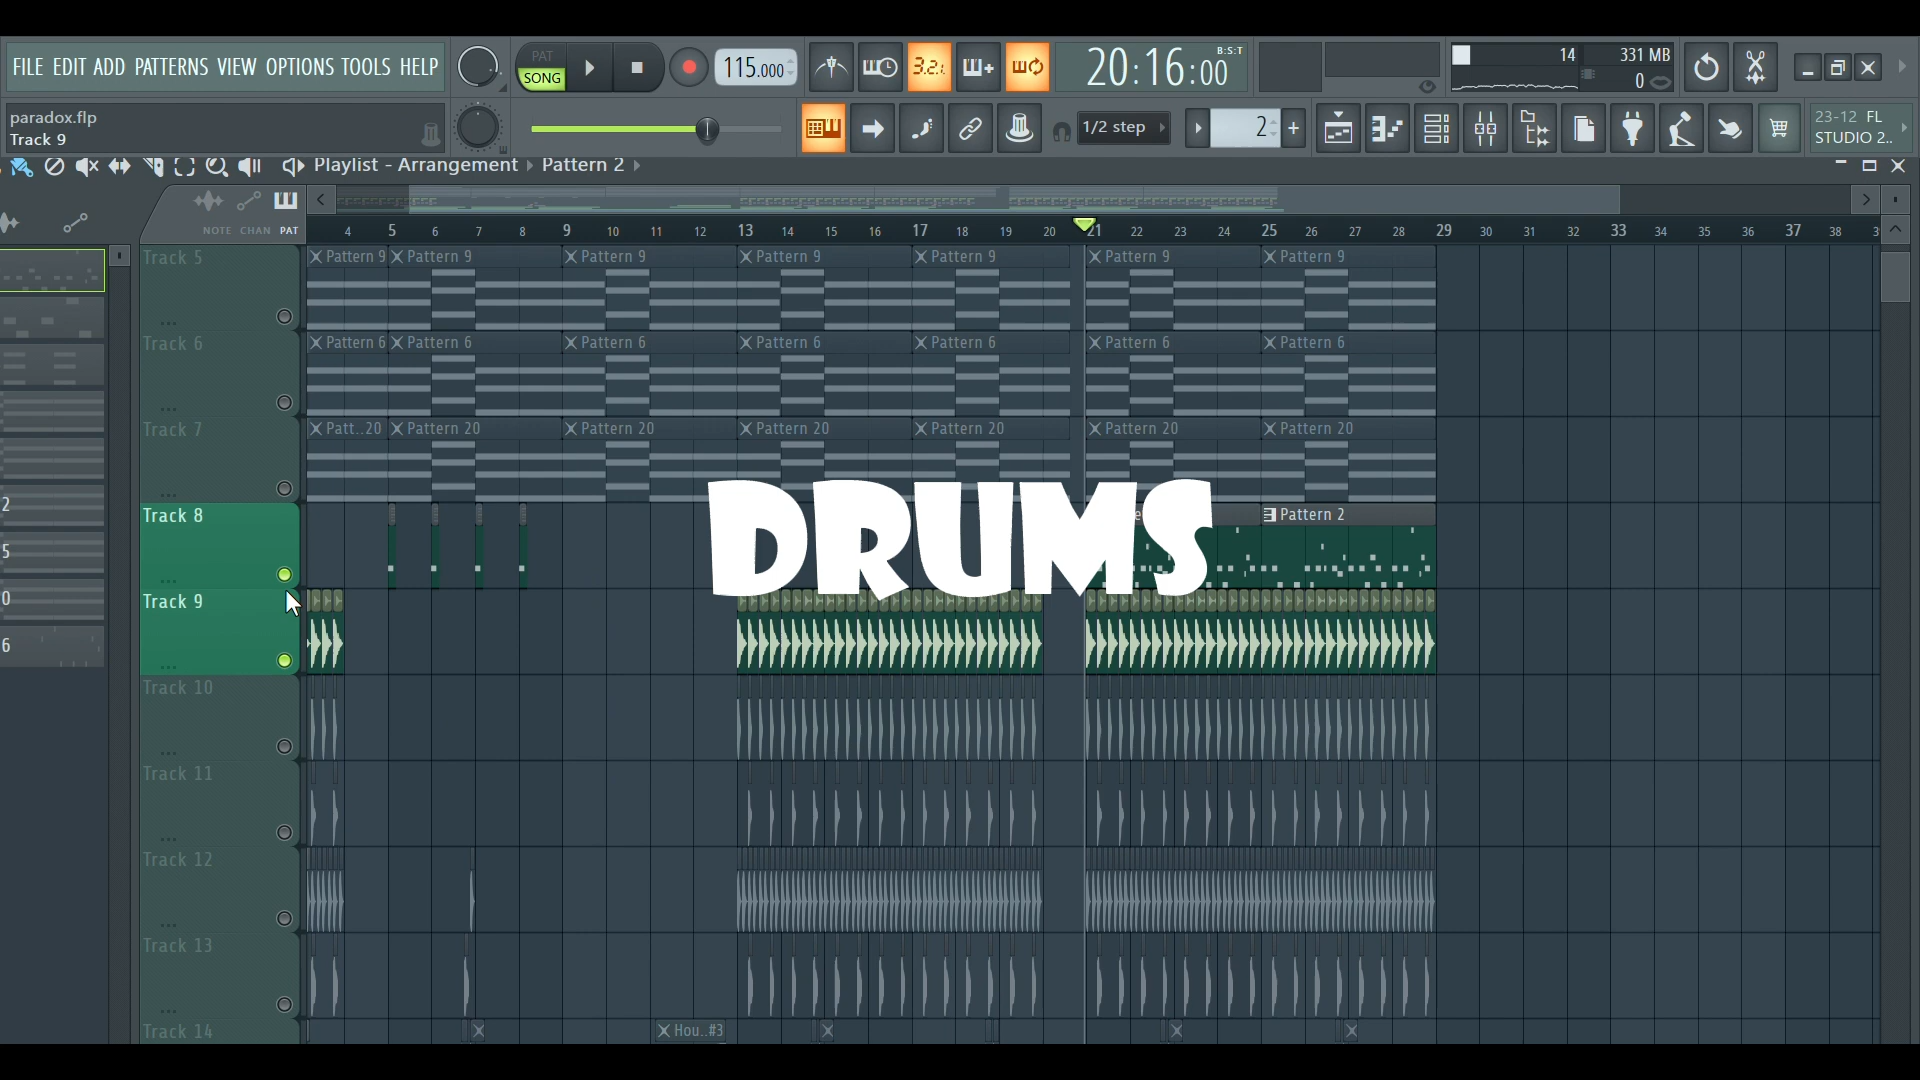 FILE EDIT ADD PATTERNS VIEW OPTIONS TOOLS HELP
PAT
SONG
115.000
3.2.1
20:16:00
B:S:T
14
331 MB
0
paradox.flp
Track 9
1/2 step
2
23-12 FL
STUDIO 2..
Playlist - Arrangement Pattern 2
NOTE CHAN PAT
4 5 6 7 8 9 10 11 12 13 14 15 16 17 18 19 20 21 22 23 24 25 26 27 28 29 30 31 32 33 34 35 36 37 38
Track 5
Pattern 9 Pattern 9 Pattern 9 Pattern 9 Pattern 9 Pattern 9 Pattern 9
Track 6
Pattern 6 Pattern 6 Pattern 6 Pattern 6 Pattern 6 Pattern 6 Pattern 6
Track 7
Patt..20 Pattern 20 Pattern 20 Pattern 20 Pattern 20 Pattern 20 Pattern 20
2
Track 8
Pattern 2
DRUMS
5
0
Track 9
6
Track 10
Track 11
Track 12
Track 13
Track 14
Hou..#3